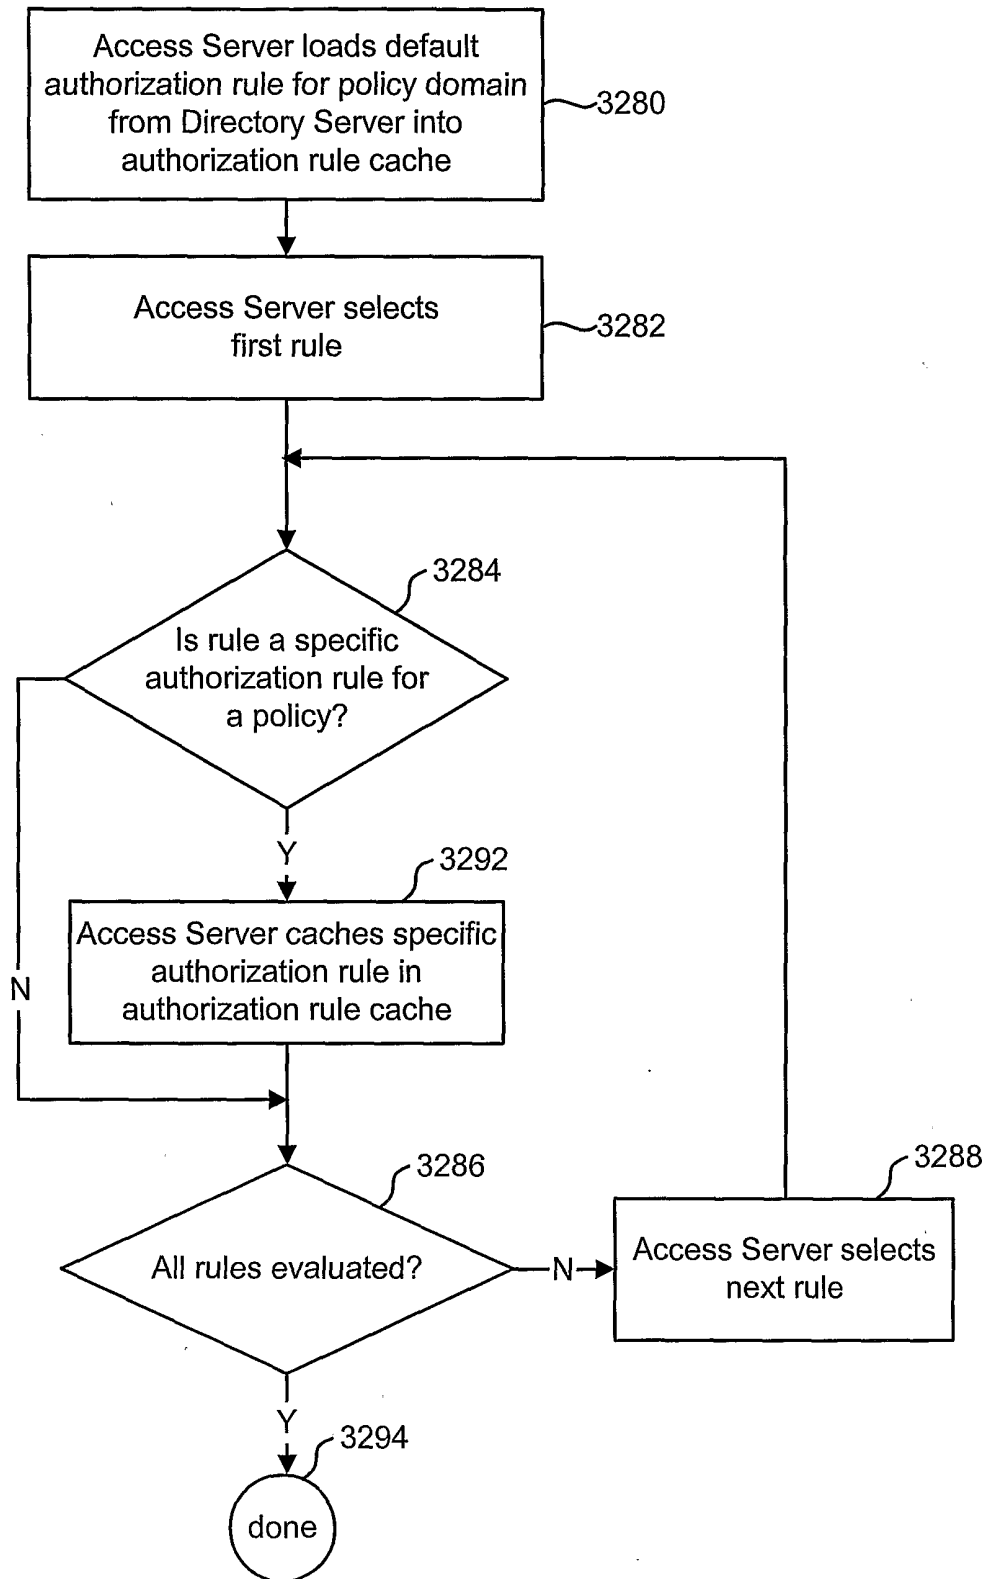 Access Server loads default
authorization rule for policy domain
from Directory Server into
authorization rule cache
3280
Access Server selects
first rule
3282
3284
Is rule a specific
authorization rule for
a policy?
Y
3292
Access Server caches specific
authorization rule in
authorization rule cache
N
3286
All rules evaluated?
N
3288
Access Server selects
next rule
Y
3294
done